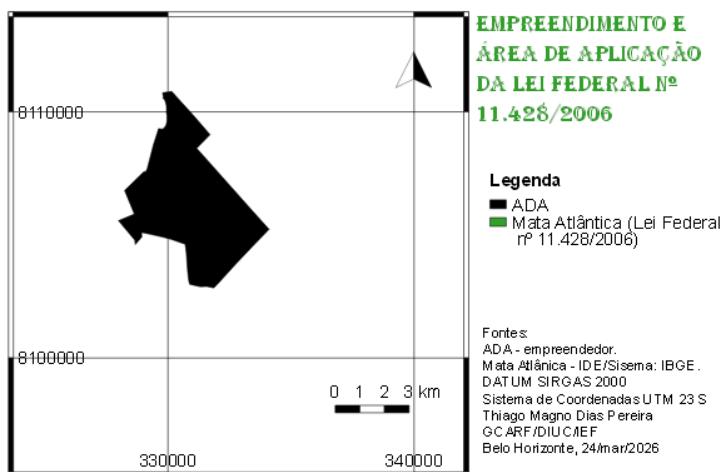 EMPREENDIMENTO E
ÁREA DE APLICAÇÃO
DA LEI FEDERAL Nº
11.428/2006
8110000
Legenda
ADA
Mata Atlântica (Lei Federal
nº 11.428/2006)
8100000
0 1 2 3 km
330000
340000
Fontes:
ADA - empreendedor.
Mata Atlânica - IDE/Sisema: IBGE.
DATUM SIRGAS 2000
Sistema de Coordenadas UTM 23 S
Thiago Magno Dias Pereira
GCARF/DIUC/IEF
Belo Horizonte, 24/mar/2026